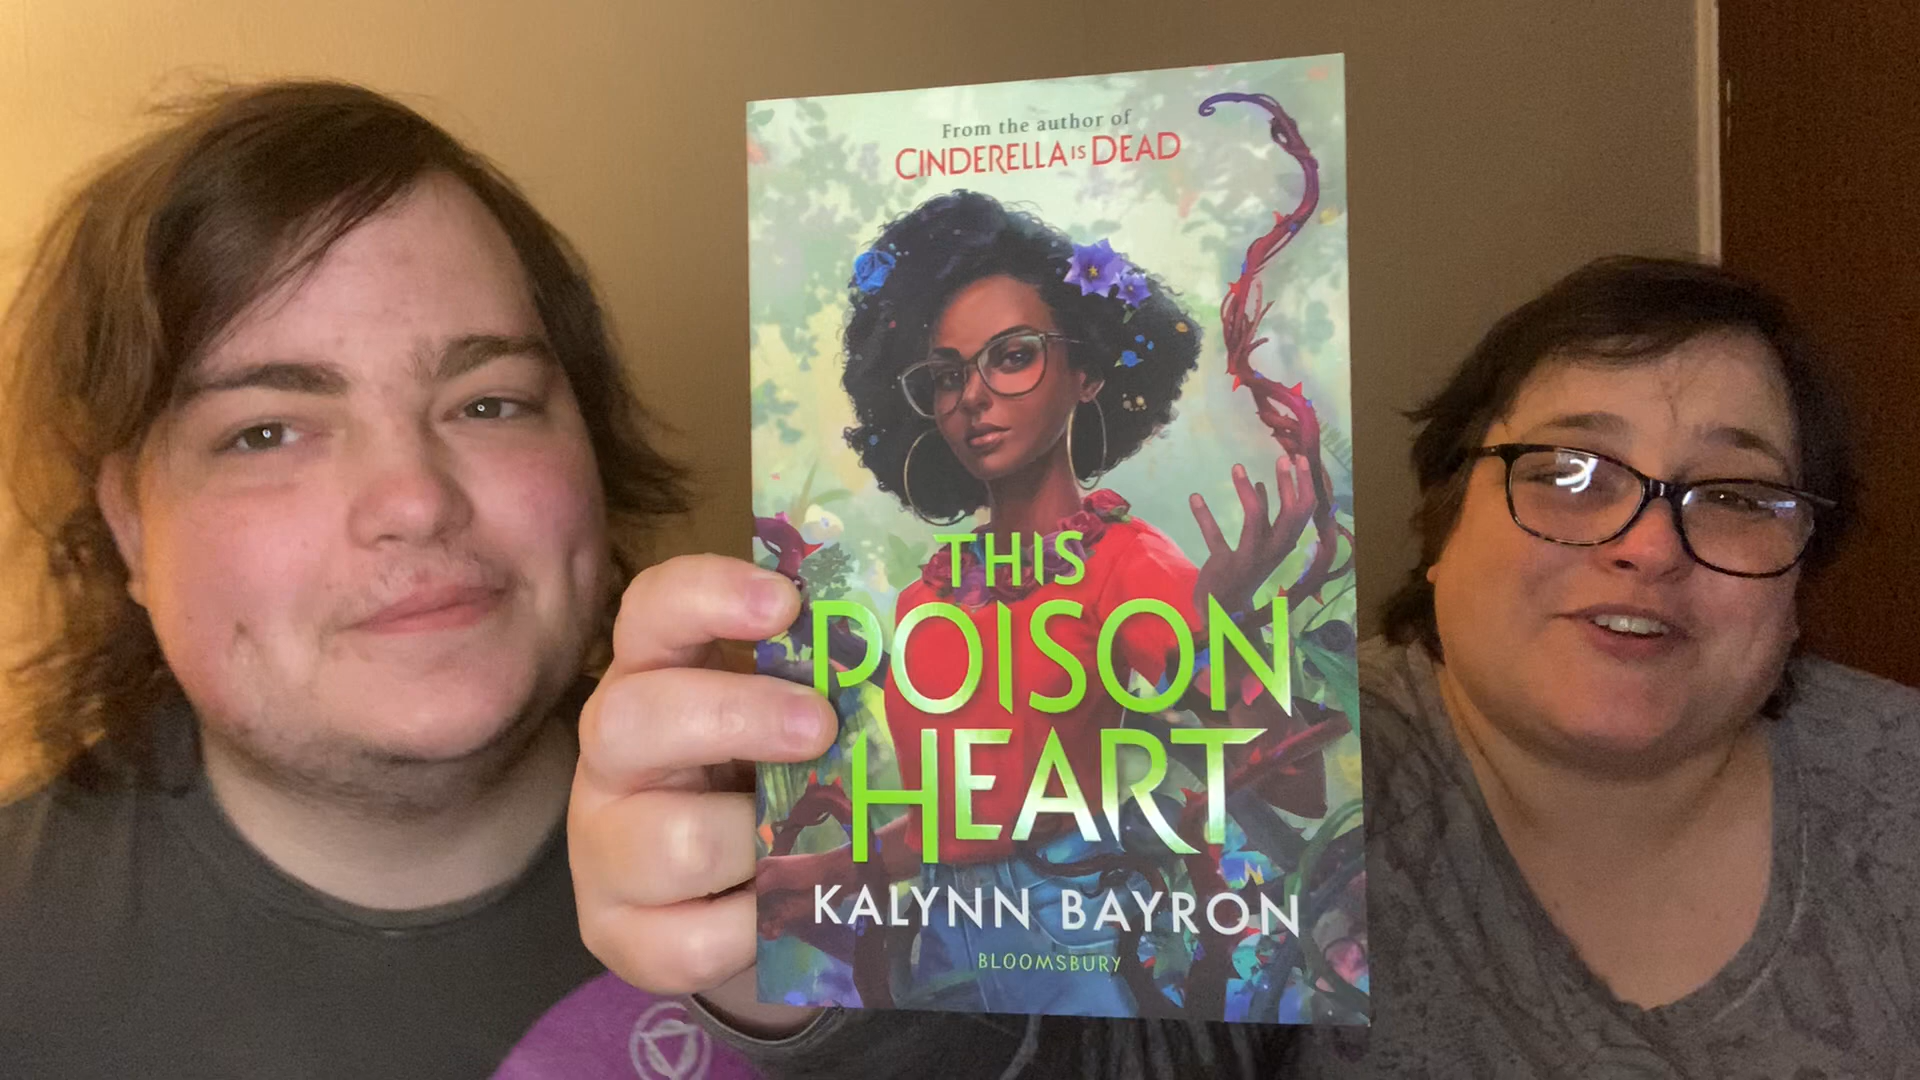 From the author of
CINDERELLA IS DEAD
THIS
POISON
HEART
KALYNN BAYRON
BLOOMSBURY